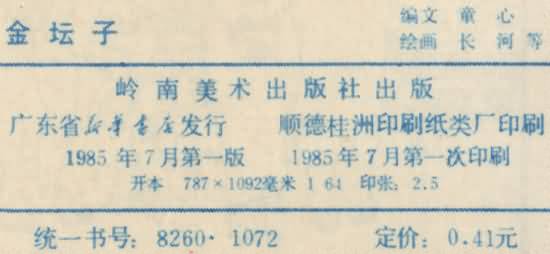 金坛子
编文 童心
绘画 长河等
岭南美术出版社出版
广东省新华书店发行 顺德桂洲印刷纸类厂印刷
1985年7月第一版 1985年7月第一次印刷
开本 787×1092毫米 1 64 印张: 2.5
统一书号: 8260·1072 定价: 0.41元